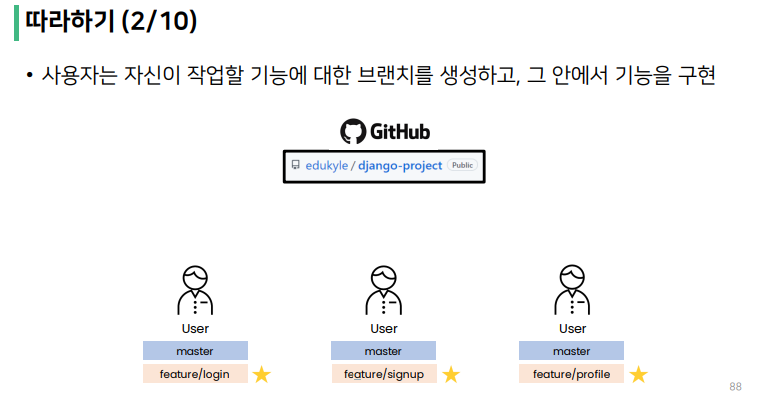 따라하기 (2/10)
• 사용자는 자신이 작업할 기능에 대한 브랜치를 생성하고, 그 안에서 기능을 구현
GitHub
edukyle / django-project Public
User User User
master master master
feature/login feature/signup feature/profile
88